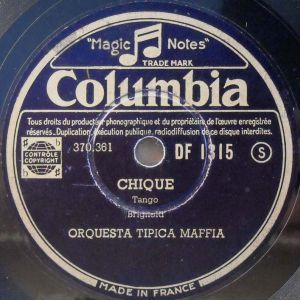 "Magic Notes"
TRADE MARK
Columbia
Tous droits du producteur phonographique et du propriétaire de l'œuvre enregistrée
réservés. Duplication, exécution publique, radiodiffusion de ce disque interdites.
CONTRÔLE
COPYRIGHT
370.361
DF 1315
S
CHIQUE
Tango
Brignolo
ORQUESTA TIPICA MAFFIA
MADE IN FRANCE